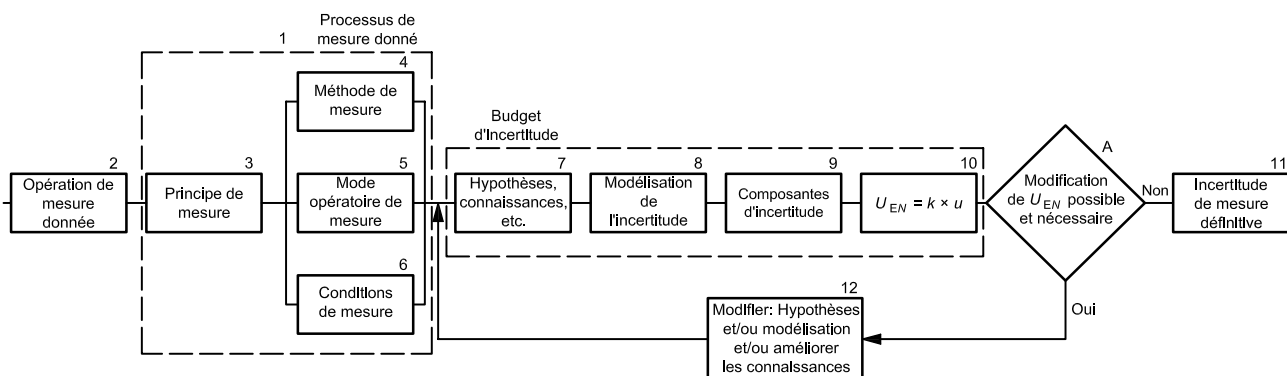 Processus de
mesure donné
1
4
Méthode de
mesure
Budget
d'Incertitude
2
Opération de
mesure
donnée
3
Principe de
mesure
5
Mode
opératoire de
mesure
6
Conditions
de mesure
7
Hypothèses,
connaissances,
etc.
8
Modélisation
de
l'incertitude
9
Composantes
d'incertitude
10
U EN = k × u
A
Modification
de U EN possible
et nécessaire
Non
11
Incertitude
de mesure
définitive
Oui
12
Modifier: Hypothèses
et/ou modélisation
et/ou améliorer
les connaissances